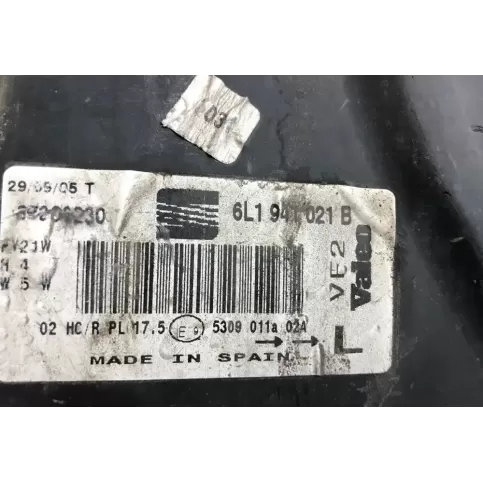 29/09/05 T
6L1 941 021 B
PY21W
H 4
W 5 W
VE2
Valeo
02 HC/R PL 17.5 E 9 5309 011a 02A
MADE IN SPAIN
→ → L